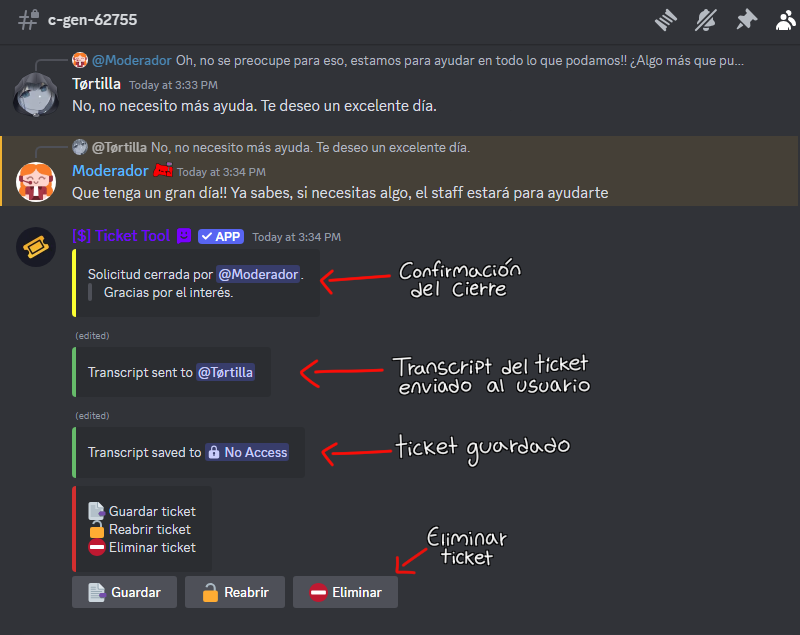 c-gen-62755
@Moderador Oh, no se preocupe para eso, estamos para ayudar en todo lo que podamos!! ¿Algo más que pu...
Tørtilla Today at 3:33 PM
No, no necesito más ayuda. Te deseo un excelente día.
@Tørtilla No, no necesito más ayuda. Te deseo un excelente día.
Moderador Today at 3:34 PM
Que tenga un gran día!! Ya sabes, si necesitas algo, el staff estará para ayudarte
[$] Ticket Tool APP Today at 3:34 PM
Solicitud cerrada por @Moderador.
Gracias por el interés.
Confirmación
del cierre
(edited)
Transcript sent to @Tørtilla
Transcript del ticket
enviado al usuario
(edited)
Transcript saved to No Access
ticket guardado
Guardar ticket
Reabrir ticket
Eliminar ticket
Eliminar
ticket
Guardar Reabrir Eliminar